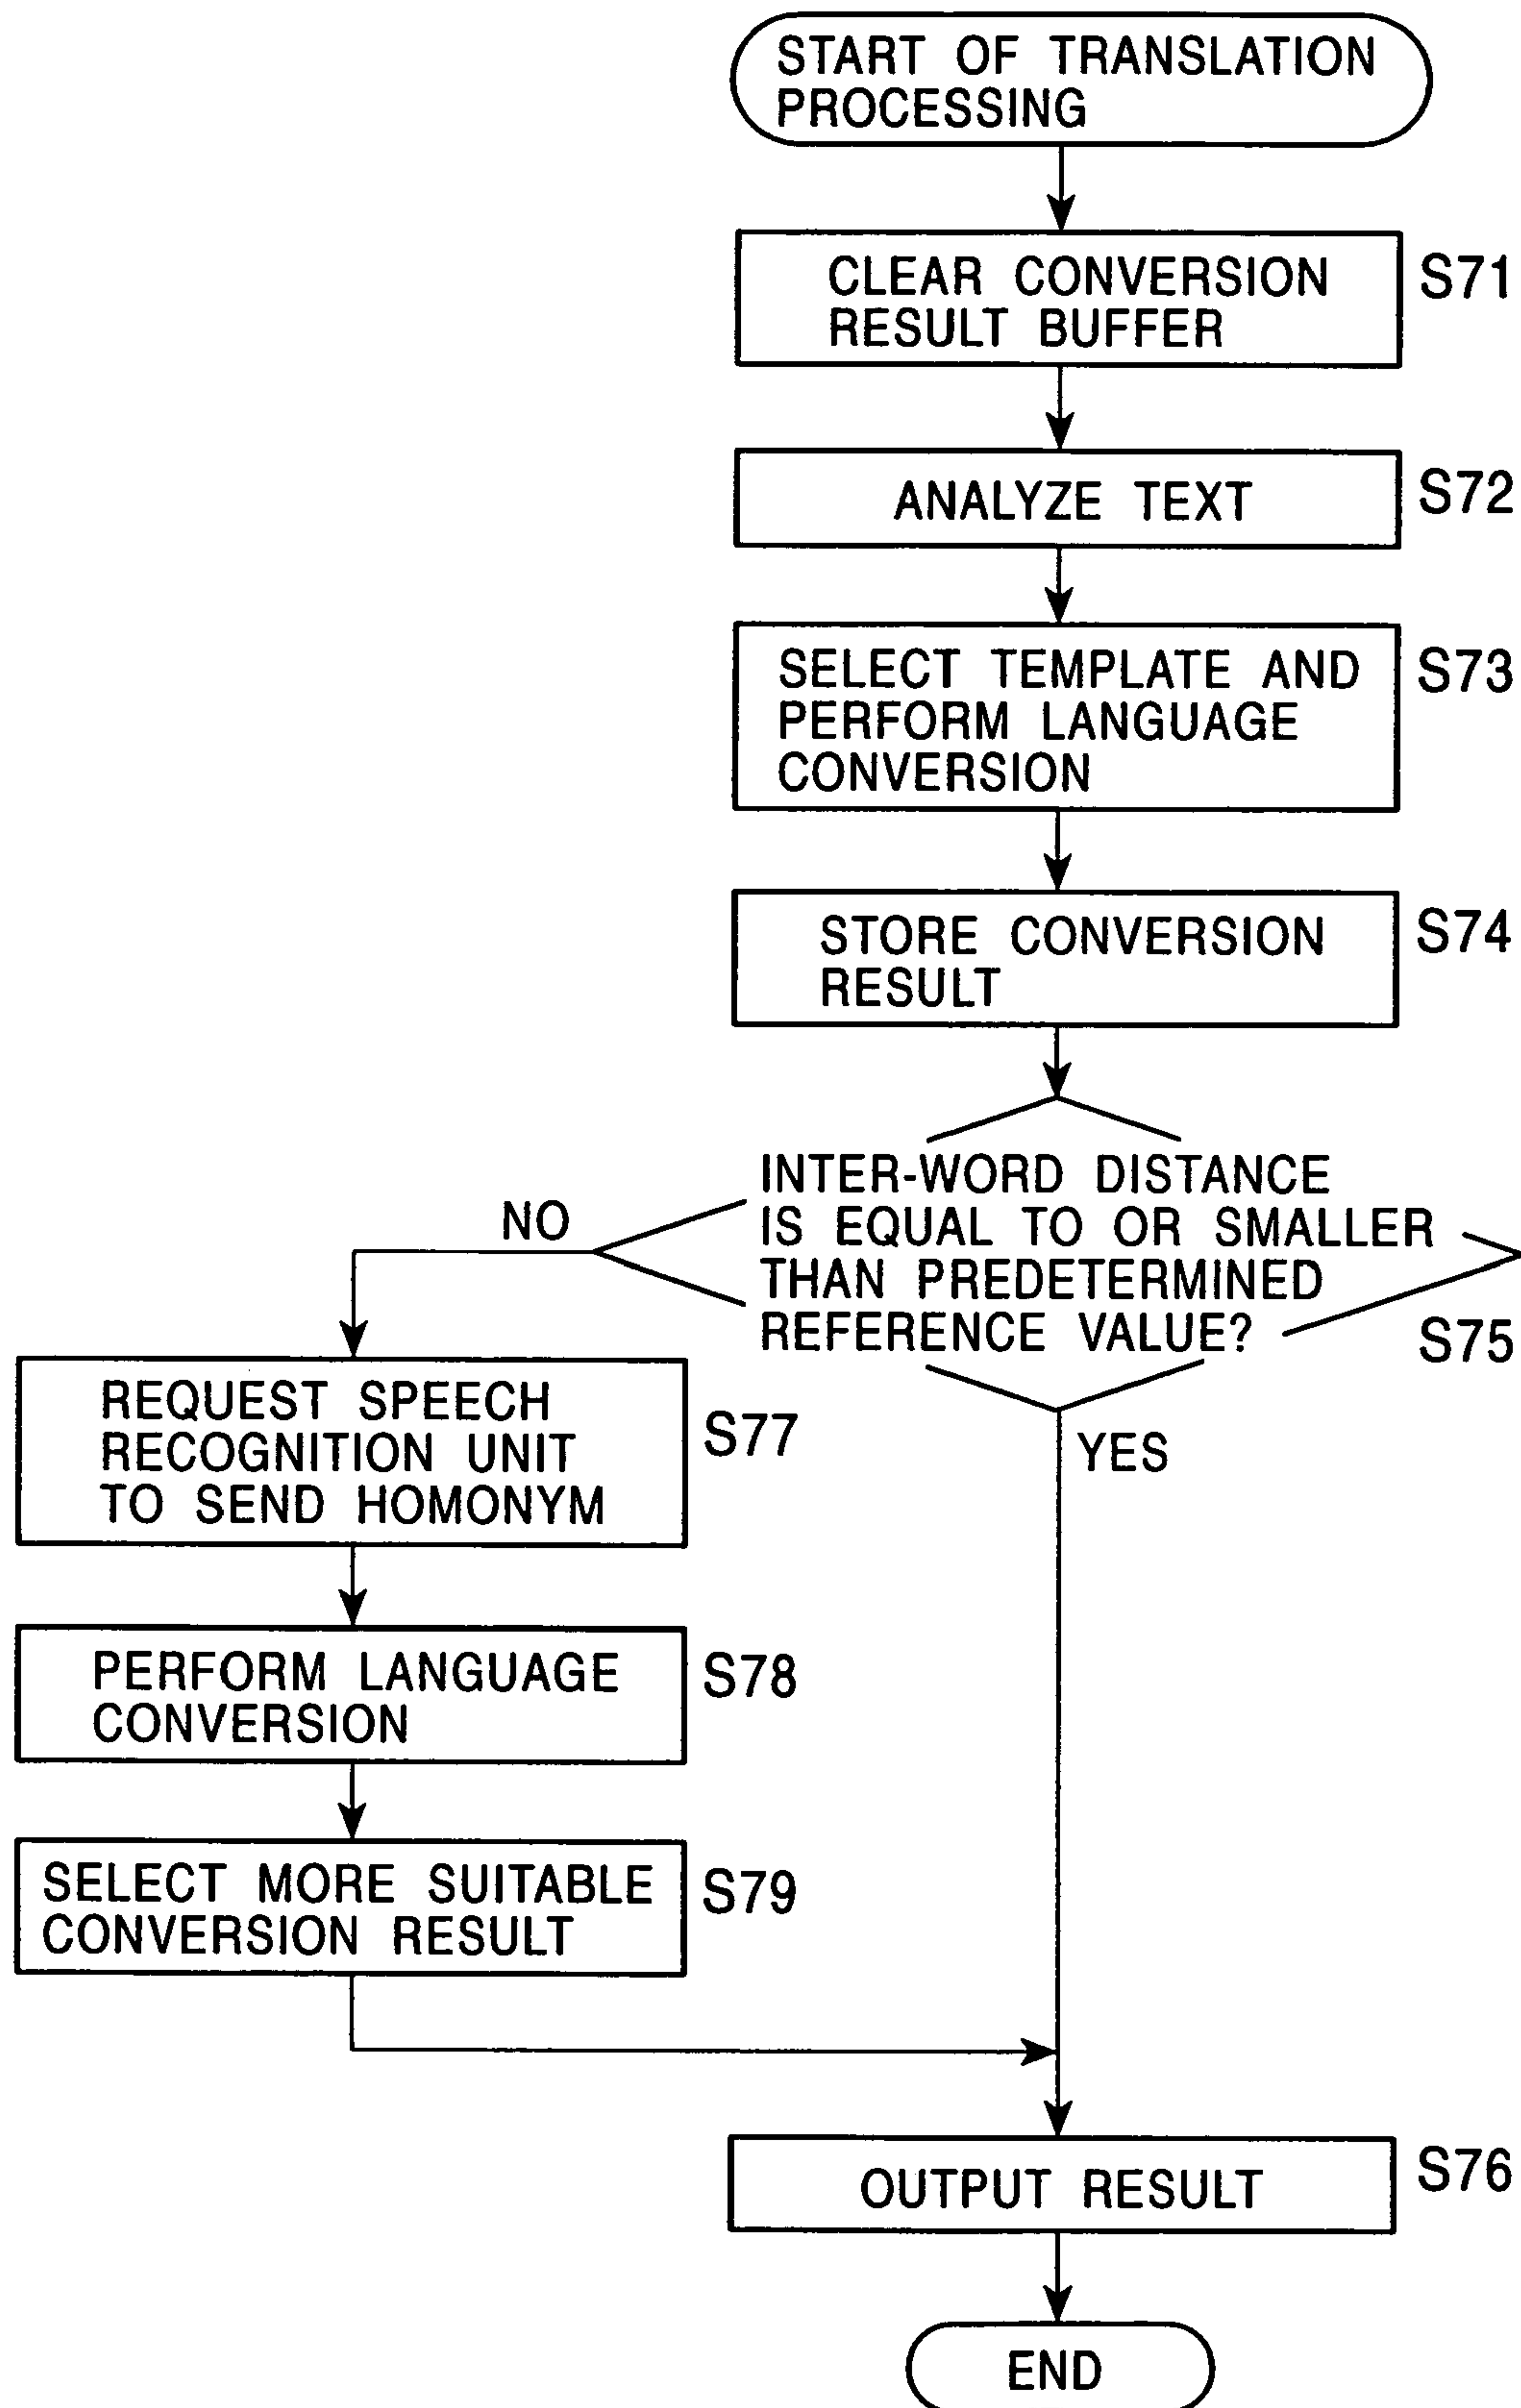 START OF TRANSLATION
PROCESSING
CLEAR CONVERSION
RESULT BUFFER
S71
ANALYZE TEXT
S72
SELECT TEMPLATE AND
PERFORM LANGUAGE
CONVERSION
S73
STORE CONVERSION
RESULT
S74
INTER-WORD DISTANCE
IS EQUAL TO OR SMALLER
THAN PREDETERMINED
REFERENCE VALUE?
S75
NO
YES
REQUEST SPEECH
RECOGNITION UNIT
TO SEND HOMONYM
S77
PERFORM LANGUAGE
CONVERSION
S78
SELECT MORE SUITABLE
CONVERSION RESULT
S79
OUTPUT RESULT
S76
END